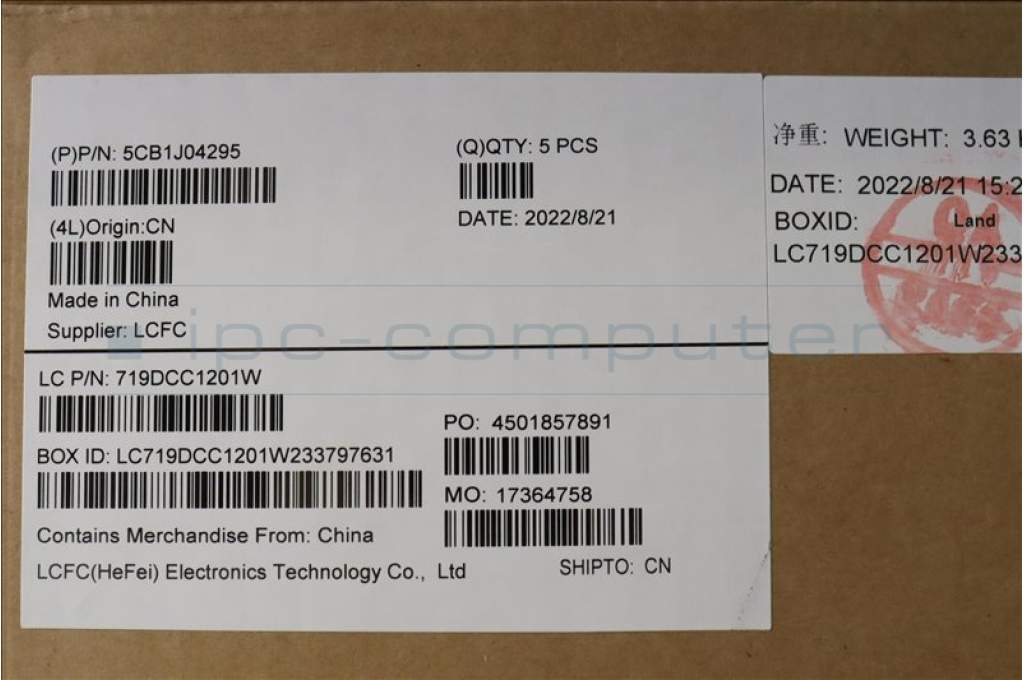 (P)P/N: 5CB1J04295
(Q)QTY: 5 PCS
(4L)Origin:CN
DATE: 2022/8/21
Made in China
Supplier: LCFC
LC P/N: 719DCC1201W
PO: 4501857891
BOX ID: LC719DCC1201W233797631
MO: 17364758
Contains Merchandise From: China
LCFC(HeFei) Electronics Technology Co., Ltd
SHIPTO: CN
净重: WEIGHT: 3.63
DATE: 2022/8/21 15:2
BOXID: Land
LC719DCC1201W233
ipc-computer